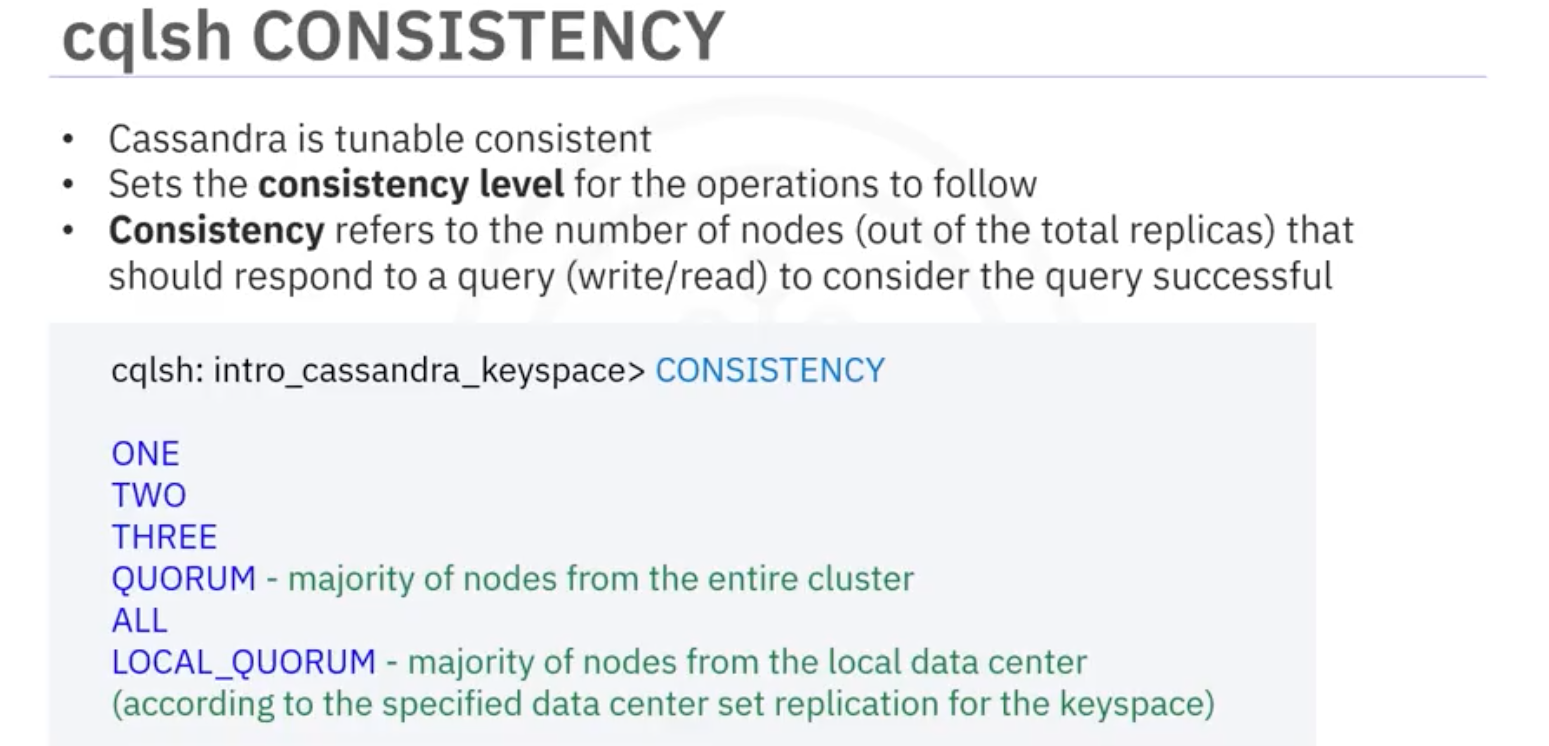 cqlsh CONSISTENCY
• Cassandra is tunable consistent
• Sets the consistency level for the operations to follow
• Consistency refers to the number of nodes (out of the total replicas) that
should respond to a query (write/read) to consider the query successful
cqlsh: intro_cassandra_keyspace> CONSISTENCY
ONE
TWO
THREE
QUORUM - majority of nodes from the entire cluster
ALL
LOCAL_QUORUM - majority of nodes from the local data center
(according to the specified data center set replication for the keyspace)